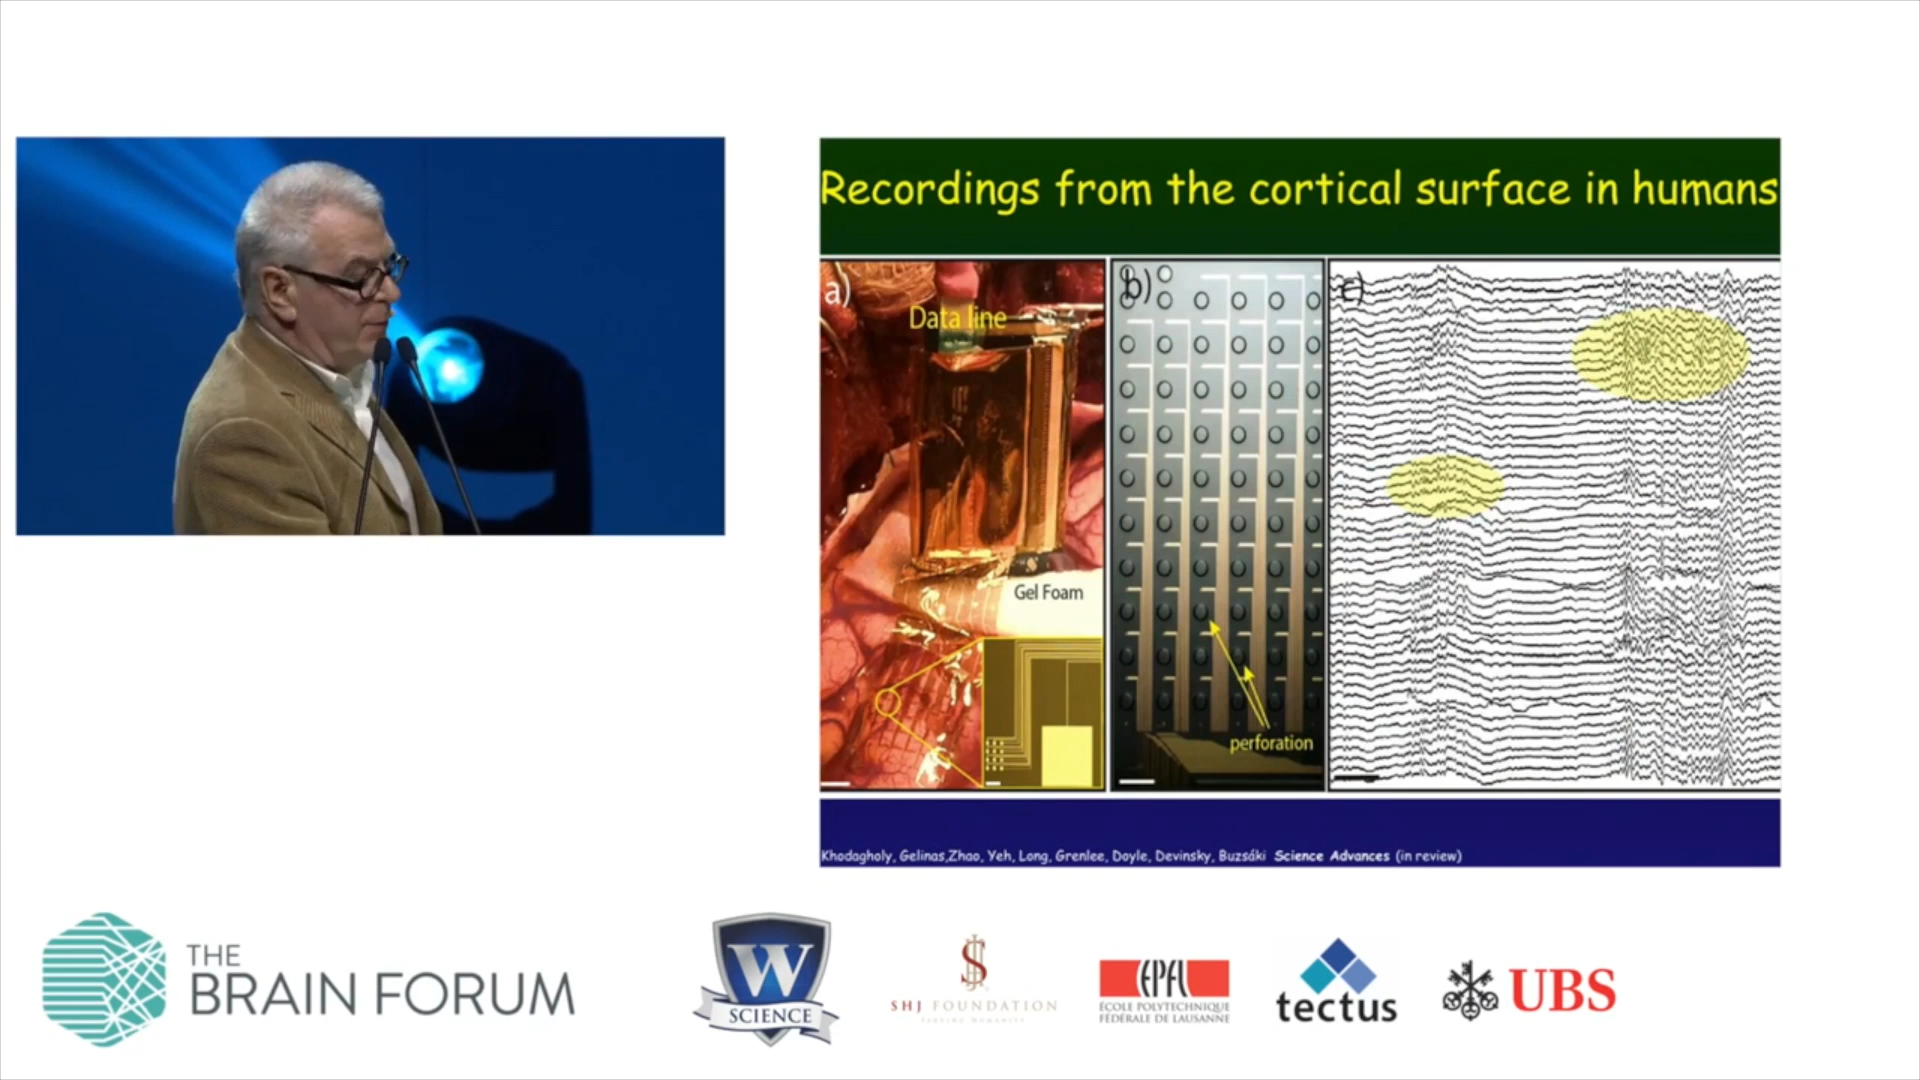 Recordings from the cortical surface in humans
a)
Data line
Gel Foam
b)
perforation
c)
Khodagholy, Gelinas,Zhao, Yeh, Long, Grenlee, Doyle, Devinsky, Buzsáki Science Advances (in review)
THE
BRAIN FORUM
W
SCIENCE
SHJ FOUNDATION
EPFL
ÉCOLE POLYTECHNIQUE
FÉDÉRALE DE LAUSANNE
tectus
UBS